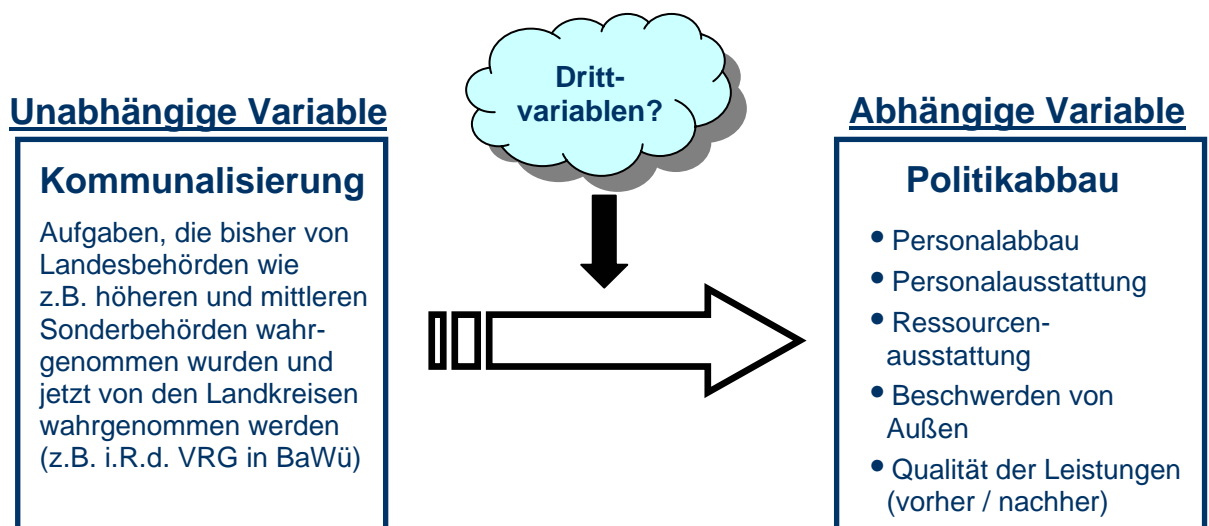 Unabhängige Variable
Kommunalisierung
Aufgaben, die bisher von
Landesbehörden wie
z.B. höheren und mittleren
Sonderbehörden wahr-
genommen wurden und
jetzt von den Landkreisen
wahrgenommen werden
(z.B. i.R.d. VRG in BaWü)
Dritt-
variablen?
Abhängige Variable
Politikabbau
• Personalabbau
• Personalausstattung
• Ressourcen-
ausstattung
• Beschwerden von
Außen
• Qualität der Leistungen
(vorher / nachher)